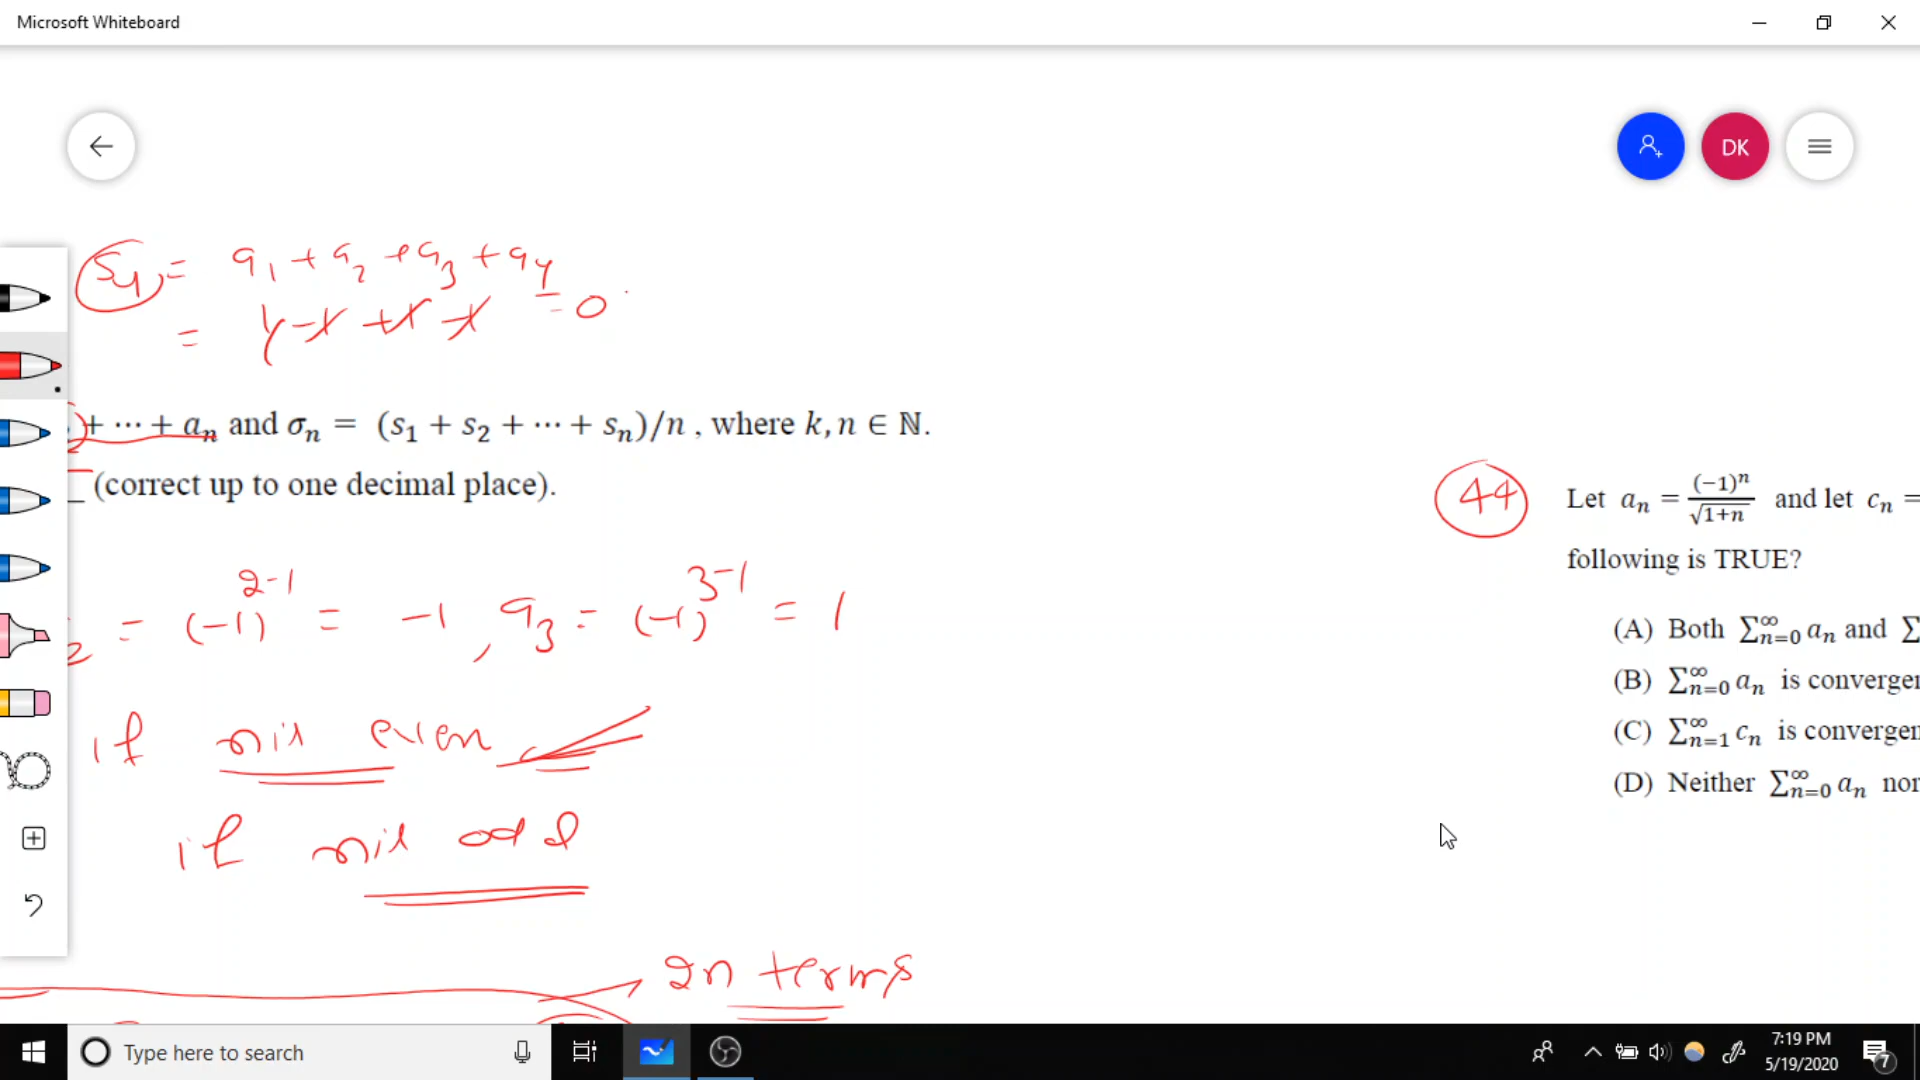 Microsoft Whiteboard
DK
S4 = a1 + a2 + a3 + a4
= 1 - 1 + 1 - 1 = 0
+ ⋯ + aₙ and σₙ = (s₁ + s₂ + ⋯ + sₙ)/n , where k, n ∈ ℕ.
(correct up to one decimal place).
2 = (-1)^{2-1} = -1 , a3 = (-1)^{3-1} = 1
if n is even
if n is odd
2n terms
44
Let aₙ = (−1)ⁿ/√(1+n) and let cₙ =
following is TRUE?
(A) Both ∑_{n=0}^{∞} aₙ and ∑
(B) ∑_{n=0}^{∞} aₙ is
(C) ∑_{n=1}^{∞} cₙ is
(D) Neither ∑_{n=0}^{∞} aₙ nor
Type here to search
7:19 PM
5/19/2020
7